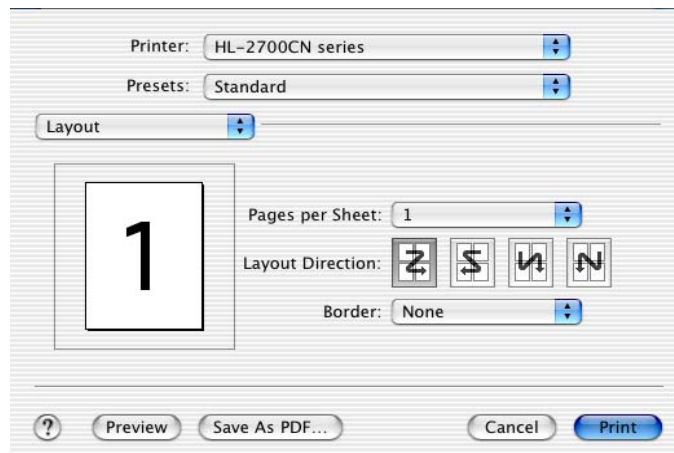 Printer: HL-2700CN series
Presets: Standard
Layout
1
Pages per Sheet: 1
Layout Direction:
Border: None
? Preview Save As PDF... Cancel Print